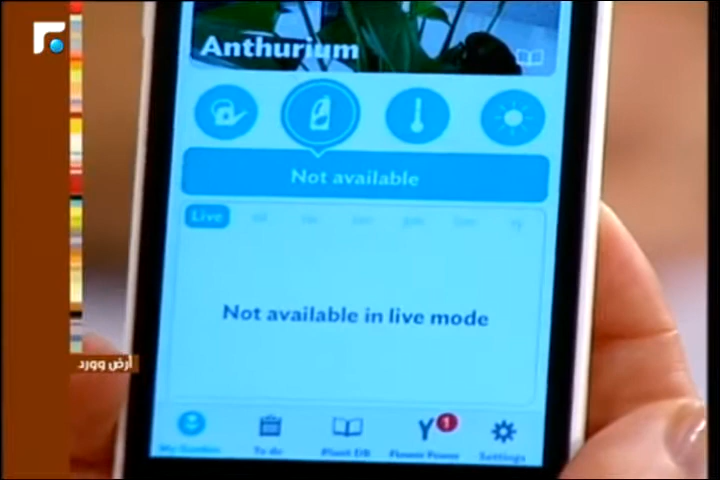 Anthurium
Not available
Live
Not available in live mode
1
My Garden
To do
Plant DB
Flower Power
Settings
أرض وورد